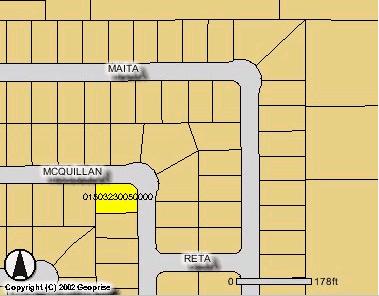 MAITA
MCQUILLAN
01503230050000
RETA
0 178ft
Copyright (C) 2002 Geoprise